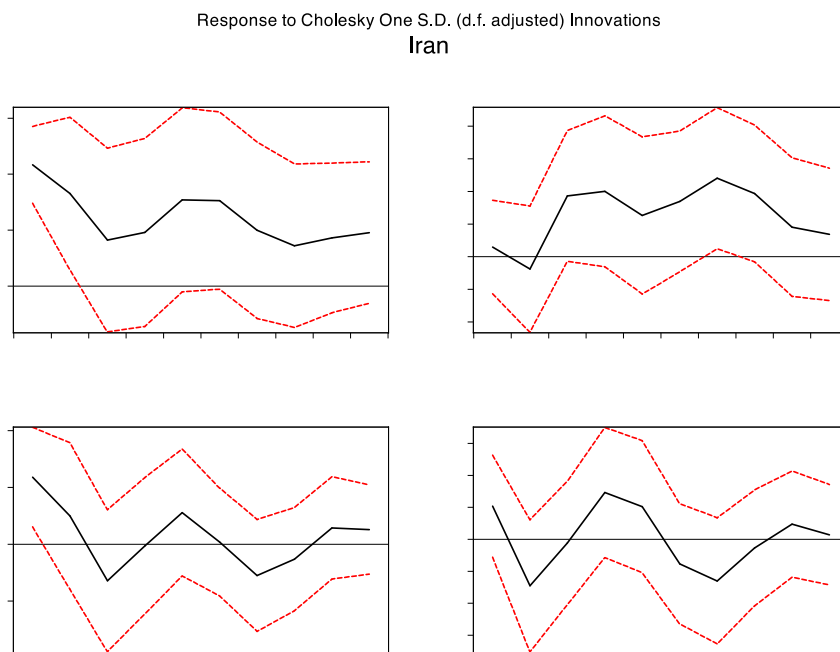 Response to Cholesky One S.D. (d.f. adjusted) Innovations
Iran